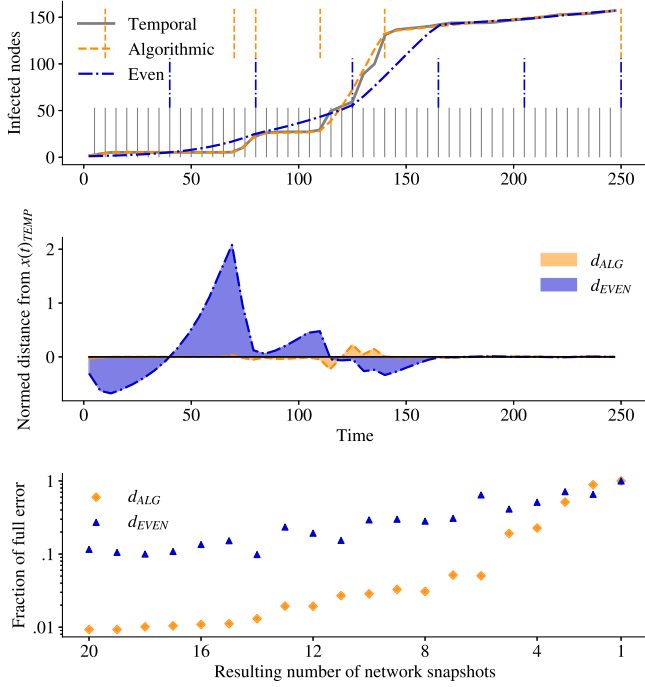 150
100
50
0
Infected nodes
Temporal
Algorithmic
Even
0 50 100 150 200 250
2
1
0
Normed distance from x(t)TEMP
dALG
dEVEN
0 50 100 150 200 250
Time
1
.1
.01
Fraction of full error
dALG
dEVEN
20 16 12 8 4 1
Resulting number of network snapshots